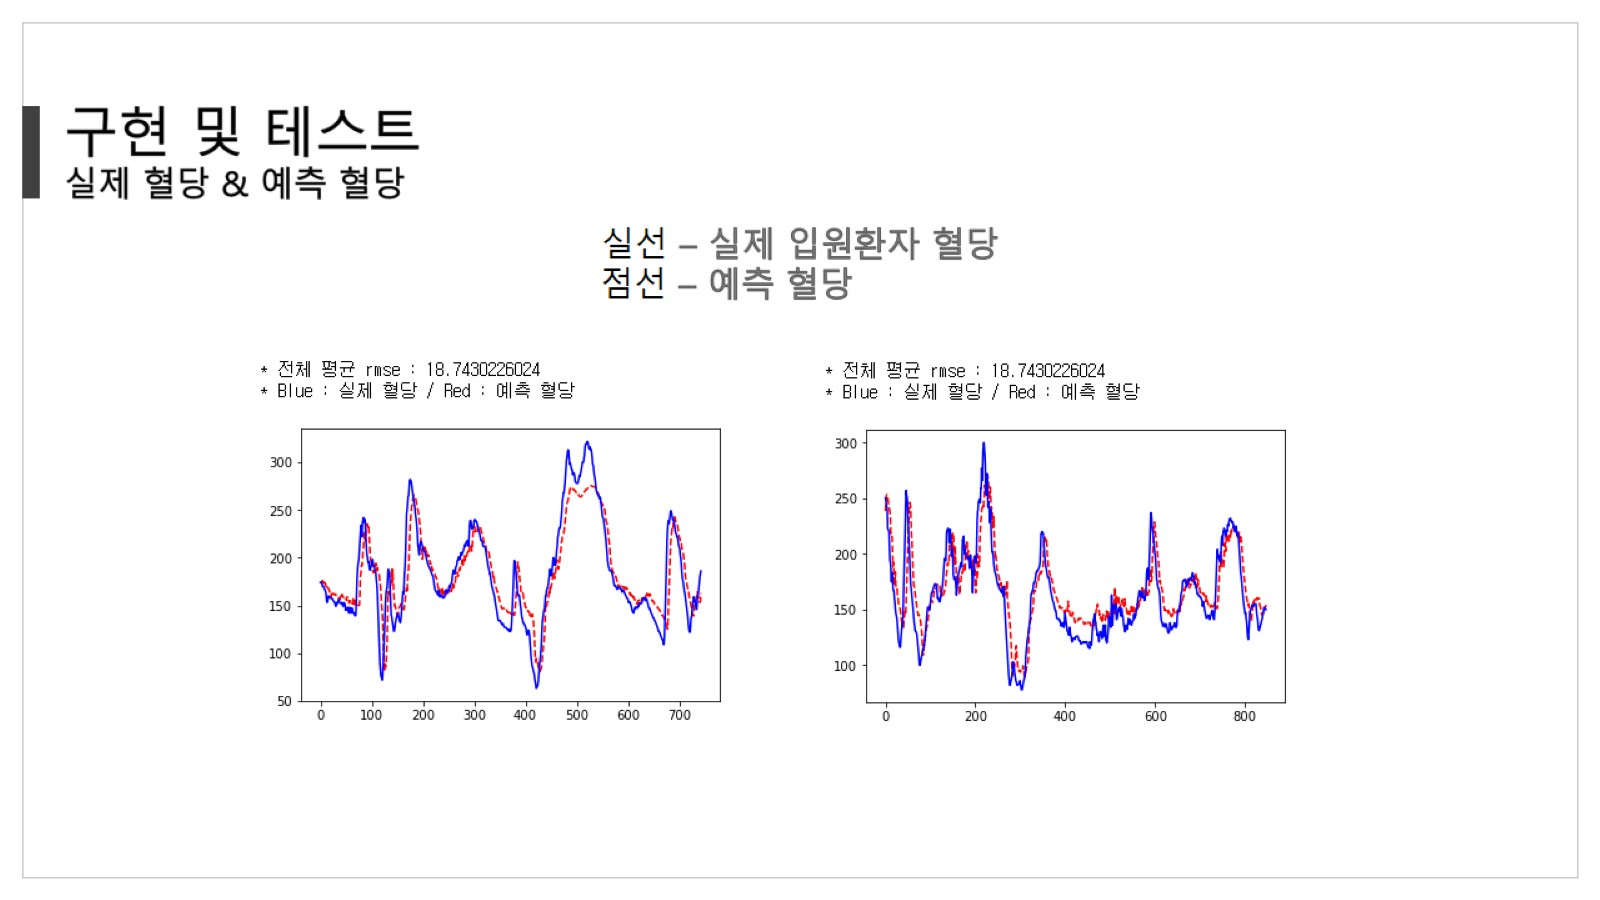 구현 및 테스트
실제 혈당 & 예측 혈당
실선 – 실제 입원환자 혈당
점선 – 예측 혈당
* 전체 평균 rmse : 18.7430226024
* Blue : 실제 혈당 / Red : 예측 혈당
300
250
200
150
100
50
0 100 200 300 400 500 600 700
* 전체 평균 rmse : 18.7430226024
* Blue : 실제 혈당 / Red : 예측 혈당
300
250
200
150
100
0 200 400 600 800